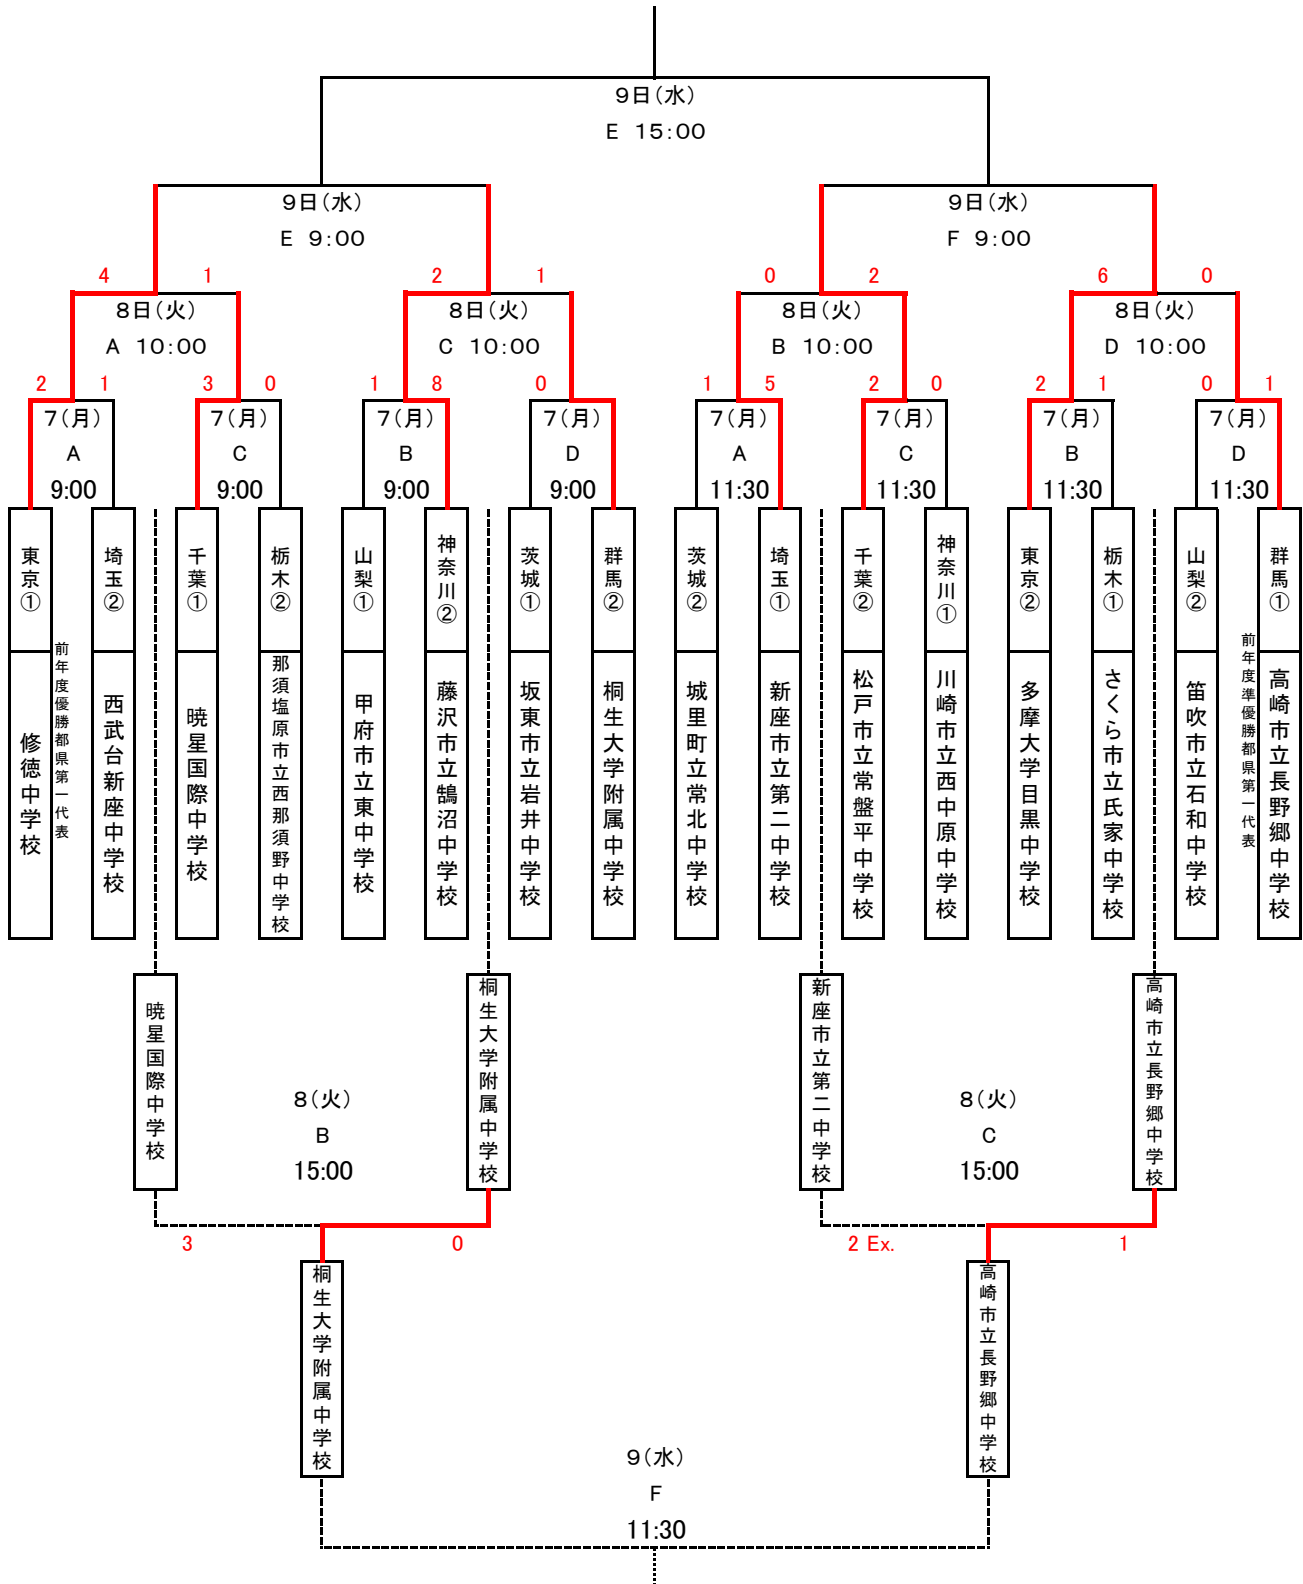 9日(水)
E 15:00
9日(水)
E 9:00
9日(水)
F 9:00
4 1
2 1
0 2
6 0
8日(火)
A 10:00
8日(火)
C 10:00
8日(火)
B 10:00
8日(火)
D 10:00
2 1
3 0
1 8
0
1 5
2 0
2 1
0 1
7(月)
A
9:00
7(月)
C
9:00
7(月)
B
9:00
7(月)
D
9:00
7(月)
A
11:30
7(月)
C
11:30
7(月)
B
11:30
7(月)
D
11:30
東京①
修徳中学校
前年度優勝都県第一代表
埼玉②
西武台新座中学校
千葉①
暁星国際中学校
栃木②
那須塩原市立西那須野中学校
山梨①
甲府市立東中学校
神奈川②
藤沢市立鵠沼中学校
茨城①
坂東市立岩井中学校
群馬②
桐生大学附属中学校
茨城②
城里町立常北中学校
埼玉①
新座市立第二中学校
千葉②
松戸市立常盤平中学校
神奈川①
川崎市立西中原中学校
東京②
多摩大学目黒中学校
栃木①
さくら市立氏家中学校
山梨②
笛吹市立石和中学校
前年度準優勝都県第一代表
群馬①
高崎市立長野郷中学校
暁星国際中学校
8(火)
B
15:00
桐生大学附属中学校
新座市立第二中学校
8(火)
C
15:00
高崎市立長野郷中学校
3 0
2 Ex. 1
桐生大学附属中学校
高崎市立長野郷中学校
9(水)
F
11:30